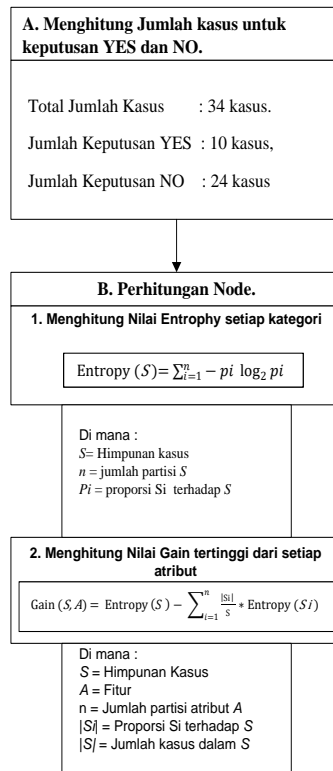 A. Menghitung Jumlah kasus untuk
keputusan YES dan NO.
Total Jumlah Kasus : 34 kasus.
Jumlah Keputusan YES : 10 kasus,
Jumlah Keputusan NO : 24 kasus
B. Perhitungan Node.
1. Menghitung Nilai Entrophy setiap kategori
Entropy (S)= ∑ⁿᵢ₌₁ − pi log₂ pi
Di mana :
S= Himpunan kasus
n = jumlah partisi S
Pi = proporsi Si terhadap S
2. Menghitung Nilai Gain tertinggi dari setiap
atribut
Gain (S, A) = Entropy (S) − ∑ⁿᵢ₌₁ |Si|/S * Entropy (Si)
Di mana :
S = Himpunan Kasus
A = Fitur
n = Jumlah partisi atribut A
|Si| = Proporsi Si terhadap S
|S| = Jumlah kasus dalam S